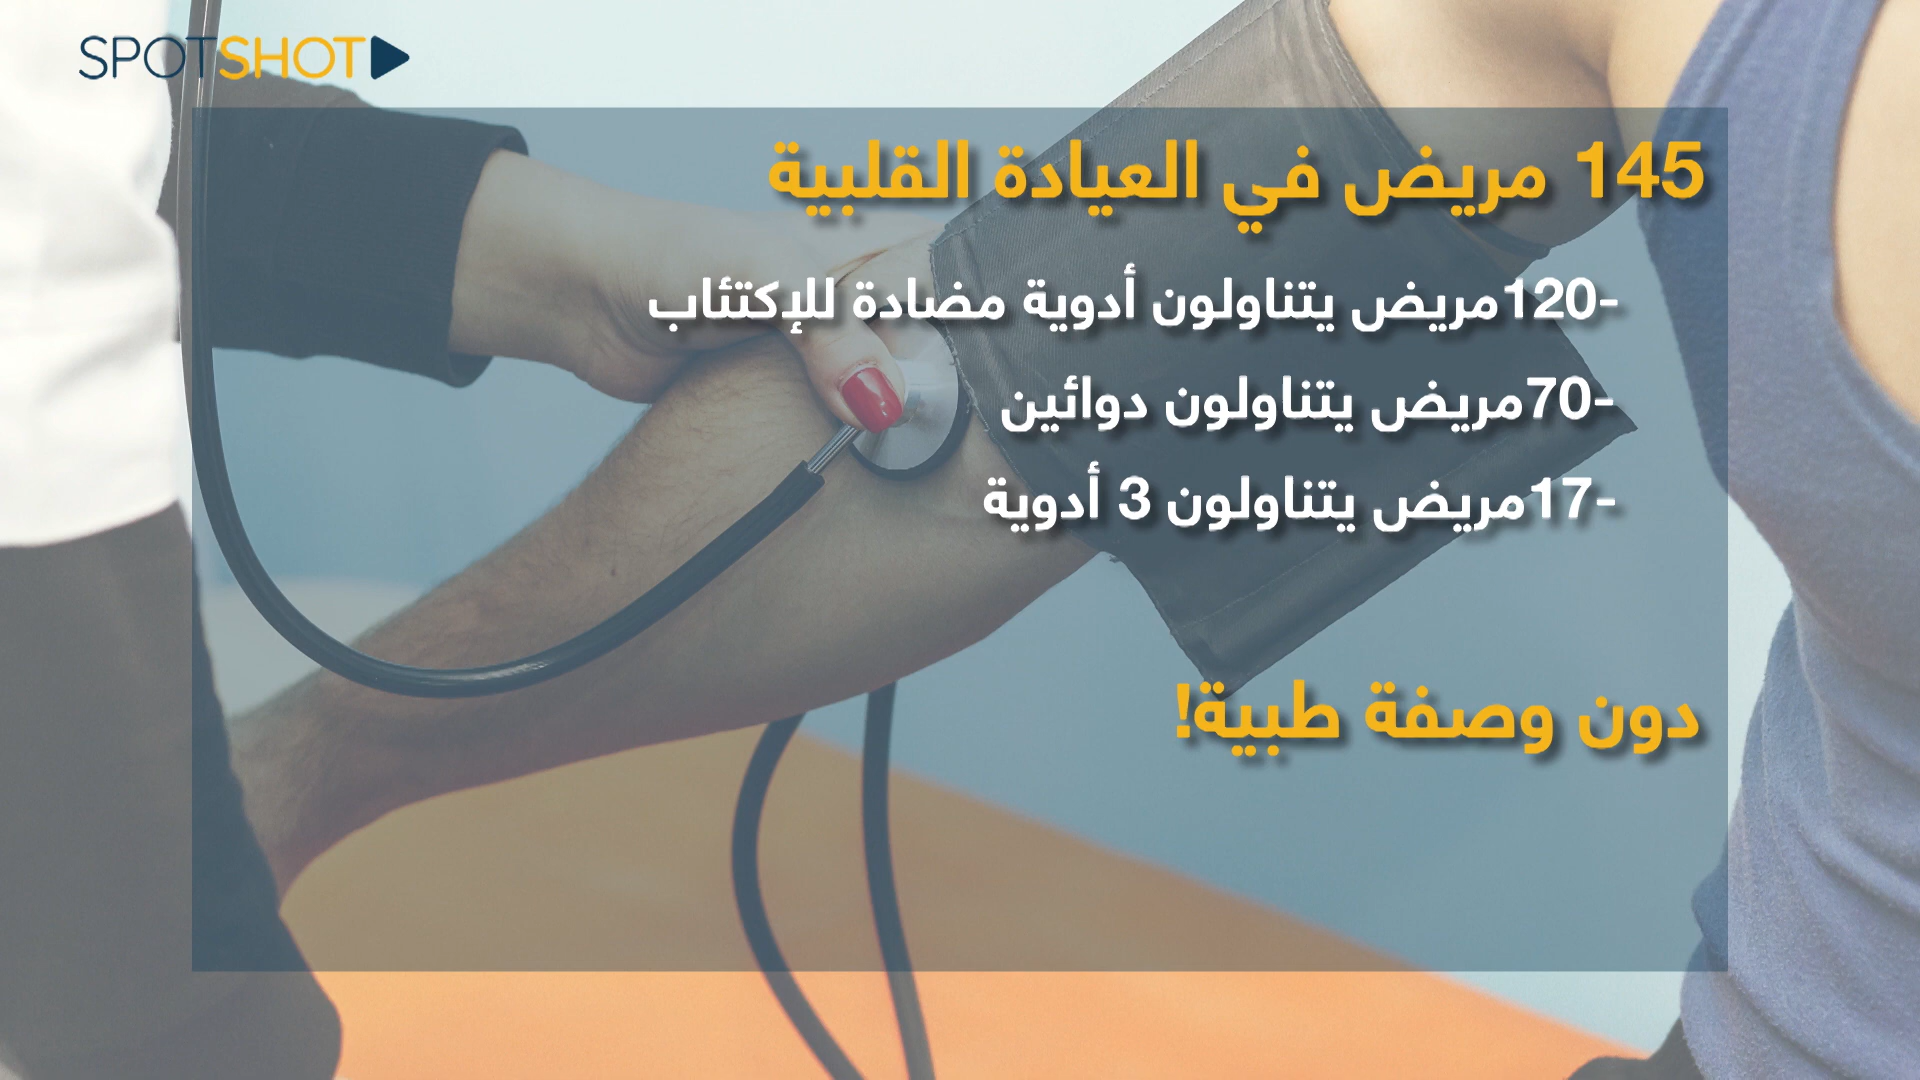 SPOTSHOT
145 مريض في العيادة القلبية
-120مريض يتناولون أدوية مضادة للإكتئاب
-70مريض يتناولون دوائين
-17مريض يتناولون 3 أدوية
دون وصفة طبية!